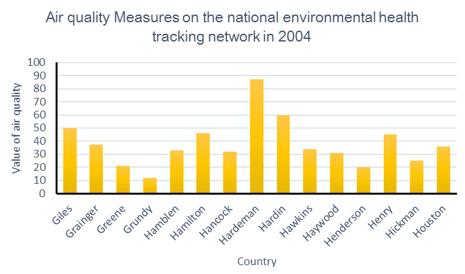 Air quality Measures on the national environmental health
tracking network in 2004
Value of air quality
100
90
80
70
60
50
40
30
20
10
0
Giles
Grainger
Greene
Grundy
Hamblen
Hamilton
Hancock
Hardeman
Hardin
Hawkins
Haywood
Henderson
Henry
Hickman
Houston
Country